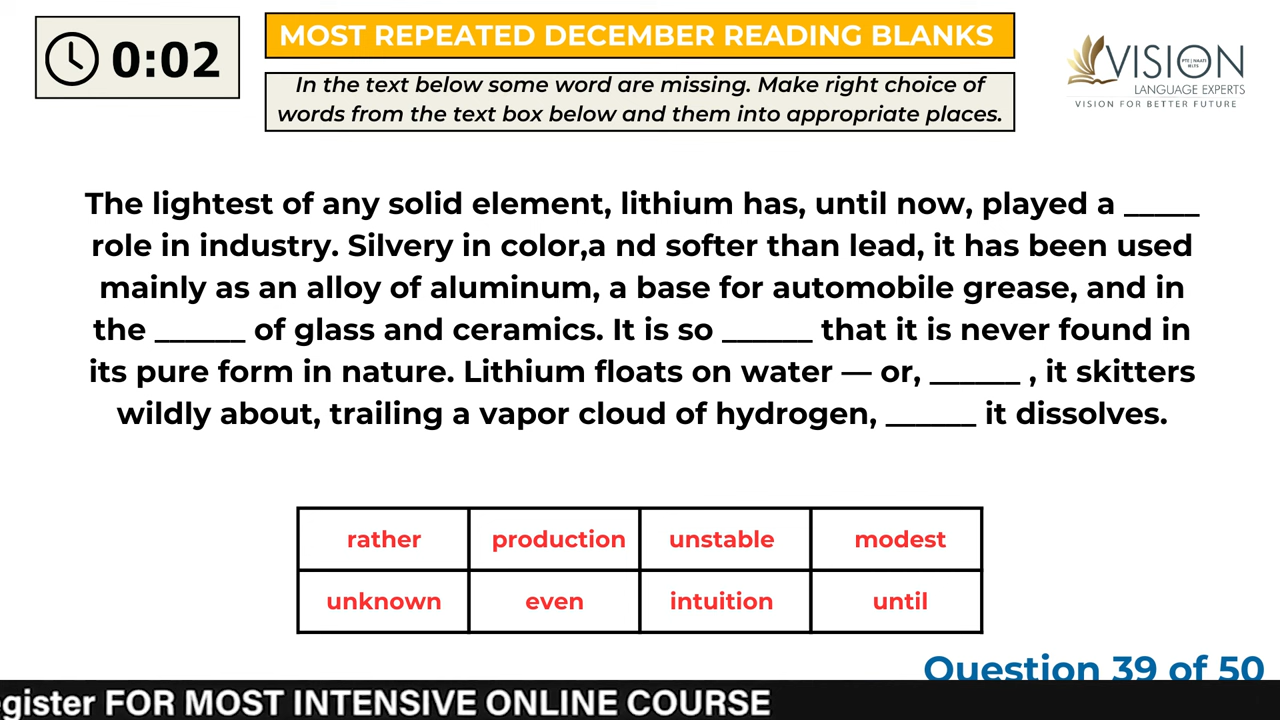 0:02
MOST REPEATED DECEMBER READING BLANKS
In the text below some word are missing. Make right choice of
words from the text box below and them into appropriate places.
VISION
PTE | NAATI
IELTS
LANGUAGE EXPERTS
VISION FOR BETTER FUTURE
The lightest of any solid element, lithium has, until now, played a _____
role in industry. Silvery in color,a nd softer than lead, it has been used
mainly as an alloy of aluminum, a base for automobile grease, and in
the ______ of glass and ceramics. It is so ______ that it is never found in
its pure form in nature. Lithium floats on water — or, ______ , it skitters
wildly about, trailing a vapor cloud of hydrogen, ______ it dissolves.
rather production unstable modest
unknown even intuition until
Question 39 of 50
gister FOR MOST INTENSIVE ONLINE COURSE